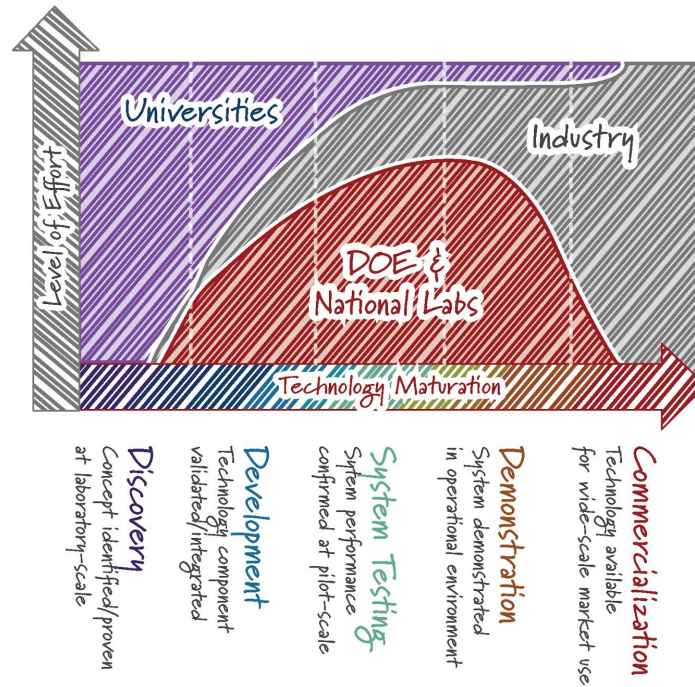 Universities
Industry
Level of Effort
DOE &
National Labs
Technology Maturation
Discovery
Concept identified/proven
at laboratory-scale
Development
Technology component
validated/integrated
System Testing
Sytem performance
confirmed at pilot-scale
Demonstration
System demonstrated
in operational environment
Commercialization
Technology available
for wide-scale market use